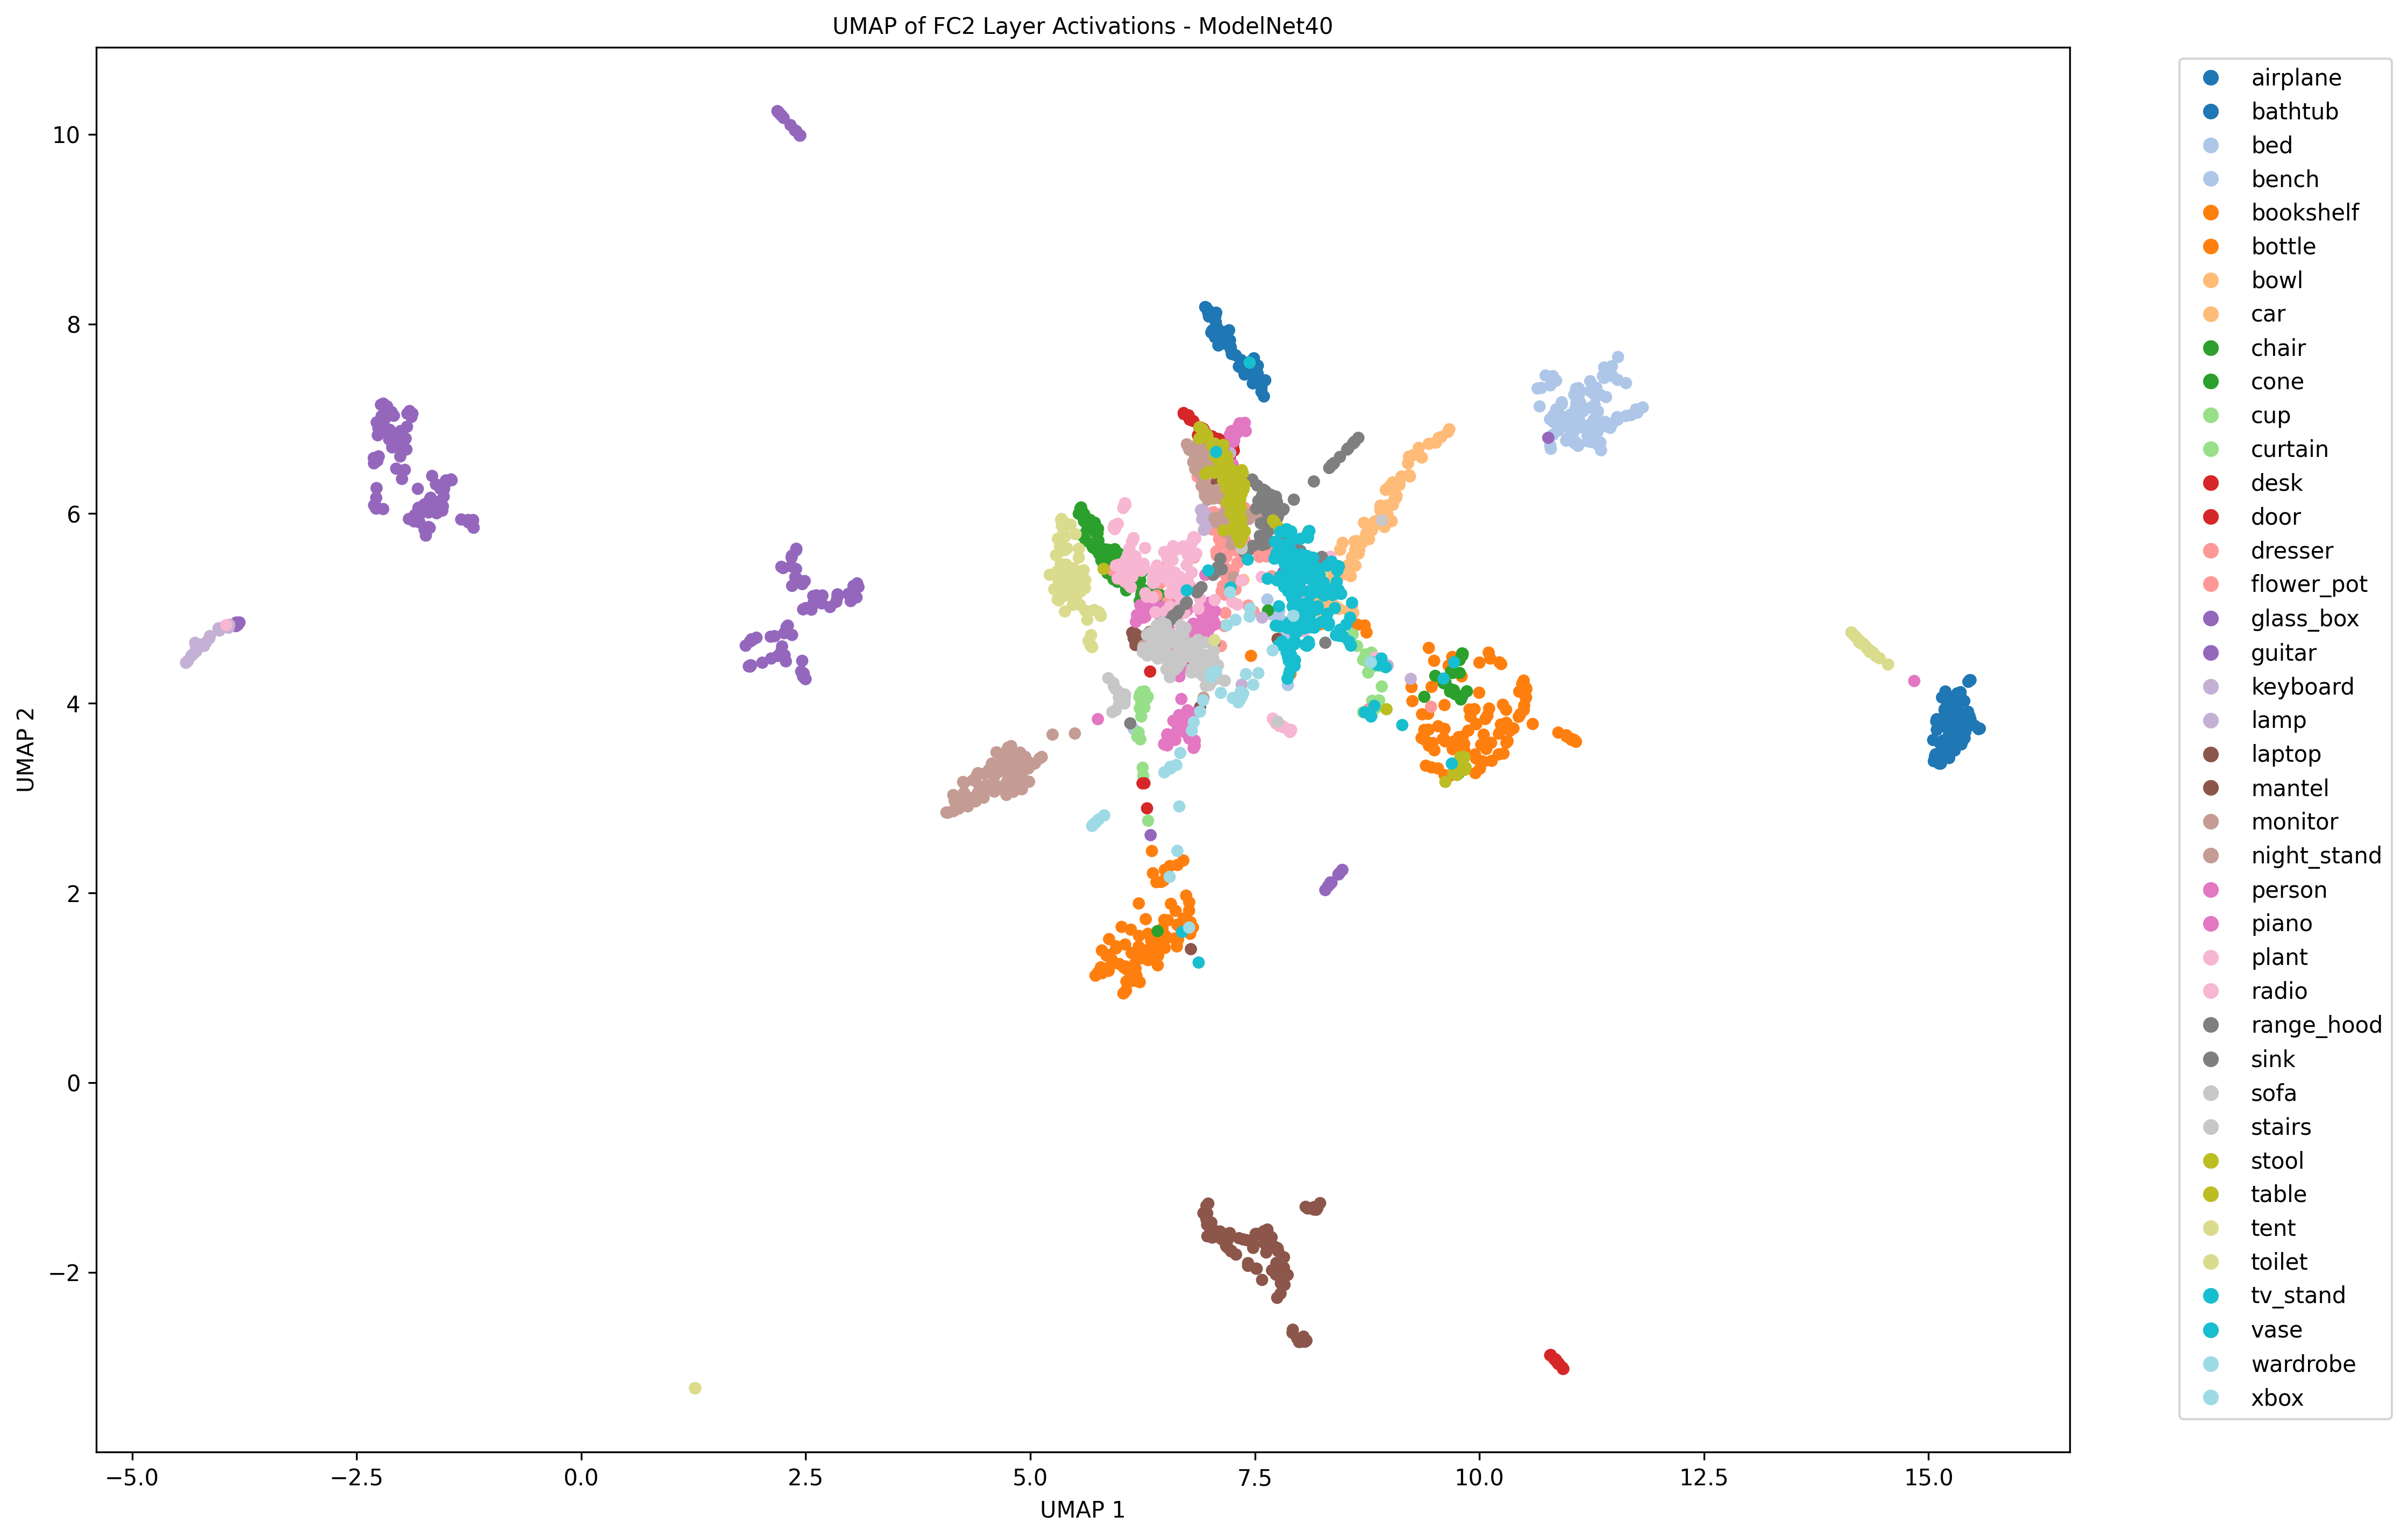 UMAP of FC2 Layer Activations - ModelNet40
10
8
6
4
2
0
−2
UMAP 2
−5.0
−2.5
0.0
2.5
5.0
7.5
10.0
12.5
15.0
UMAP 1
airplane
bathtub
bed
bench
bookshelf
bottle
bowl
car
chair
cone
cup
curtain
desk
door
dresser
flower_pot
glass_box
guitar
keyboard
lamp
laptop
mantel
monitor
night_stand
person
piano
plant
radio
range_hood
sink
sofa
stairs
stool
table
tent
toilet
tv_stand
vase
wardrobe
xbox